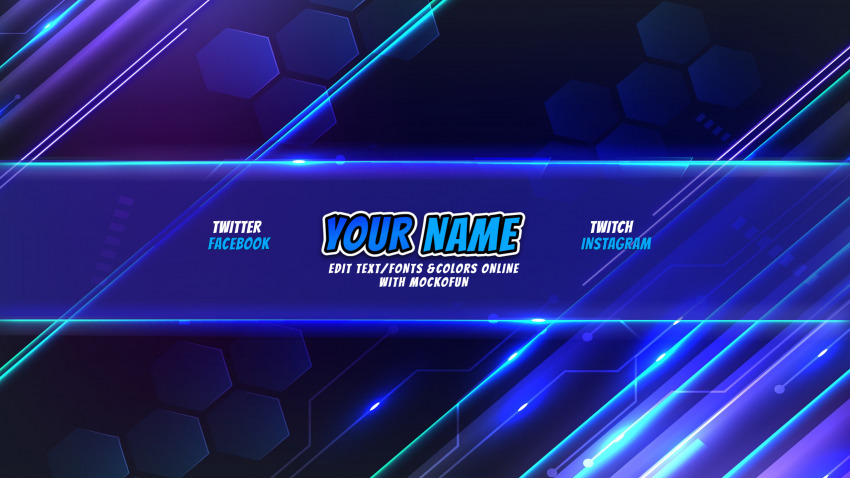 TWITTER
FACEBOOK
YOUR NAME
EDIT TEXT/FONTS &COLORS ONLINE
WITH MOCKOFUN
TWITCH
INSTAGRAM